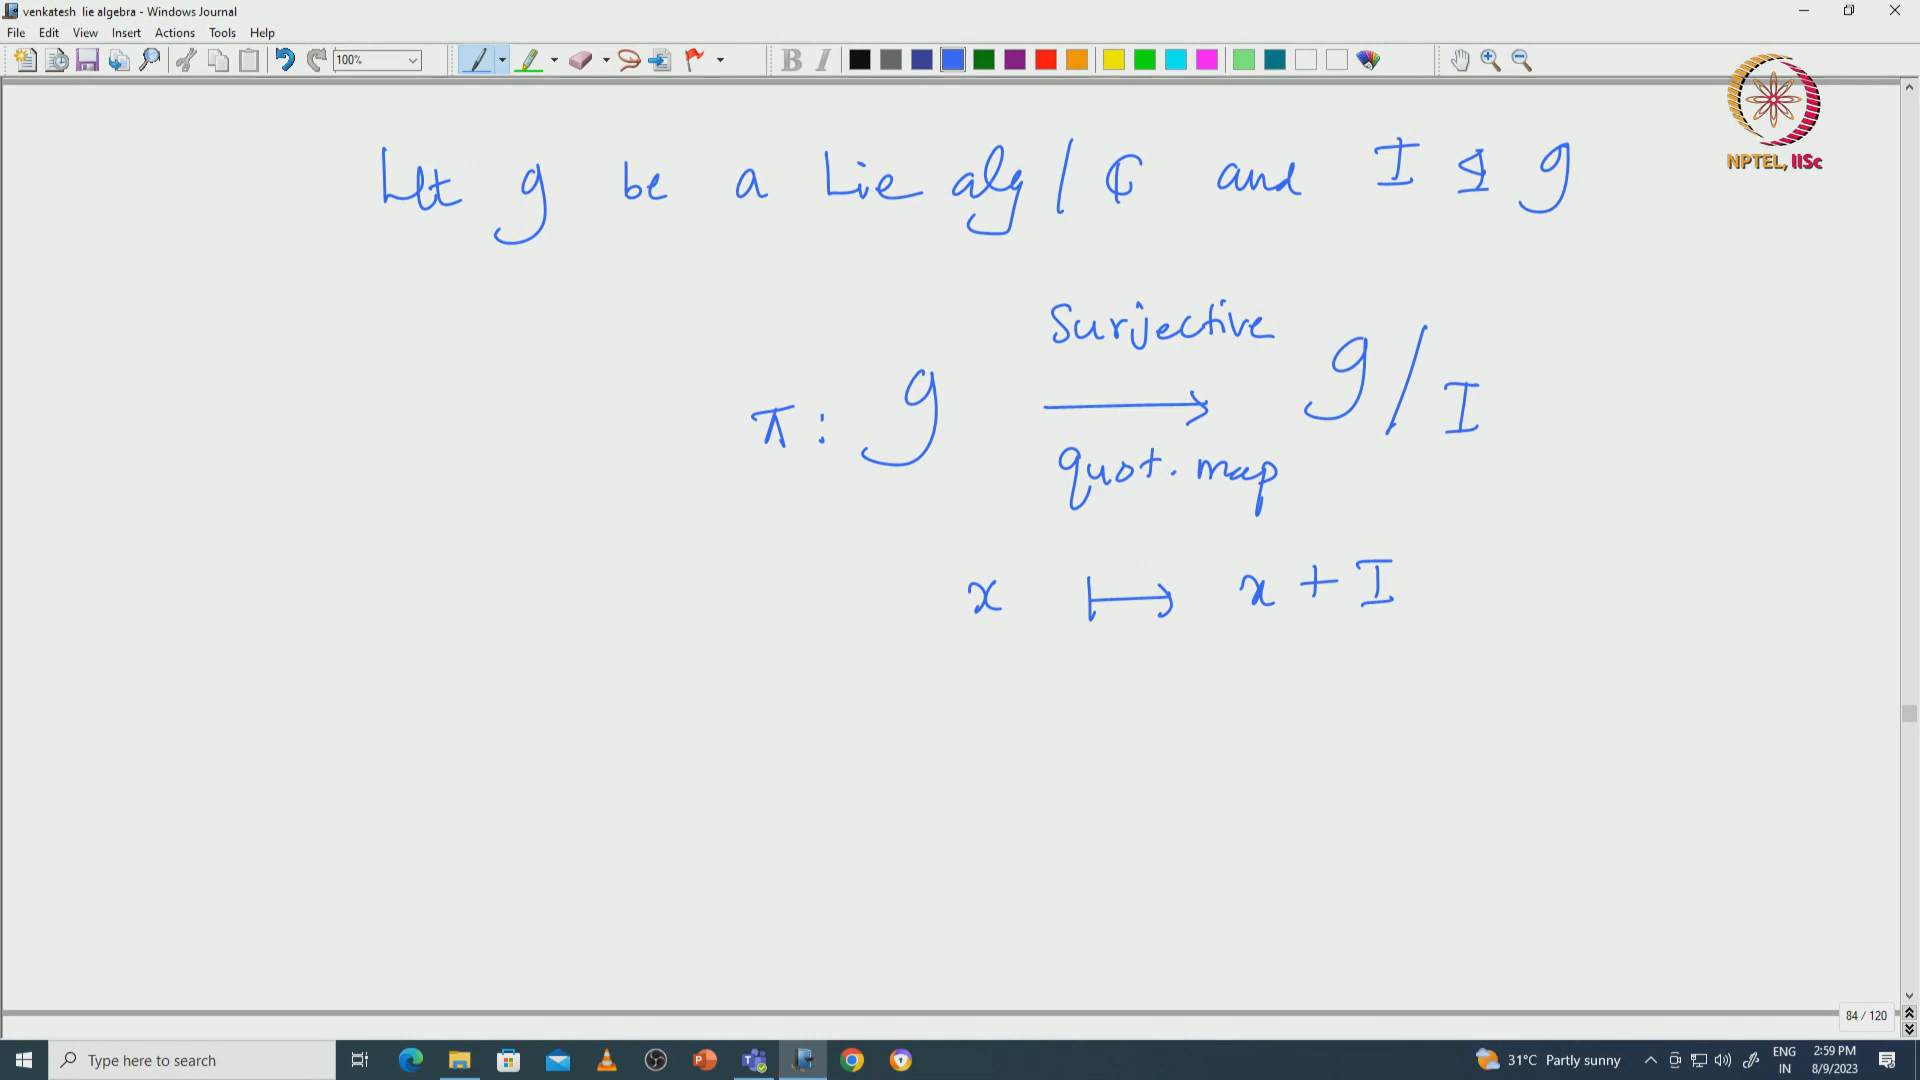 venkatesh lie algebra - Windows Journal
File Edit View Insert Actions Tools Help
100%
B I
NPTEL, IISc
Let g be a Lie alg / ℂ and I ⊴ g
Surjective
π : g → g / I
quot. map
x ↦ x + I
84 / 120
Type here to search
31°C Partly sunny
ENG
IN
2:59 PM
8/9/2023